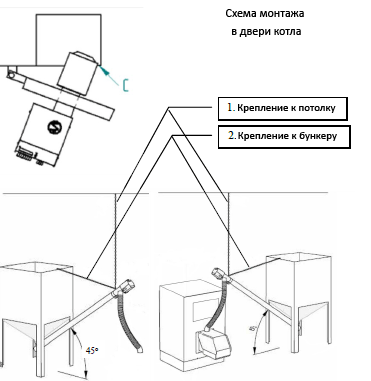 Схема монтажа
в двери котла
C
1. Крепление к потолку
2. Крепление к бункеру
45°
45°